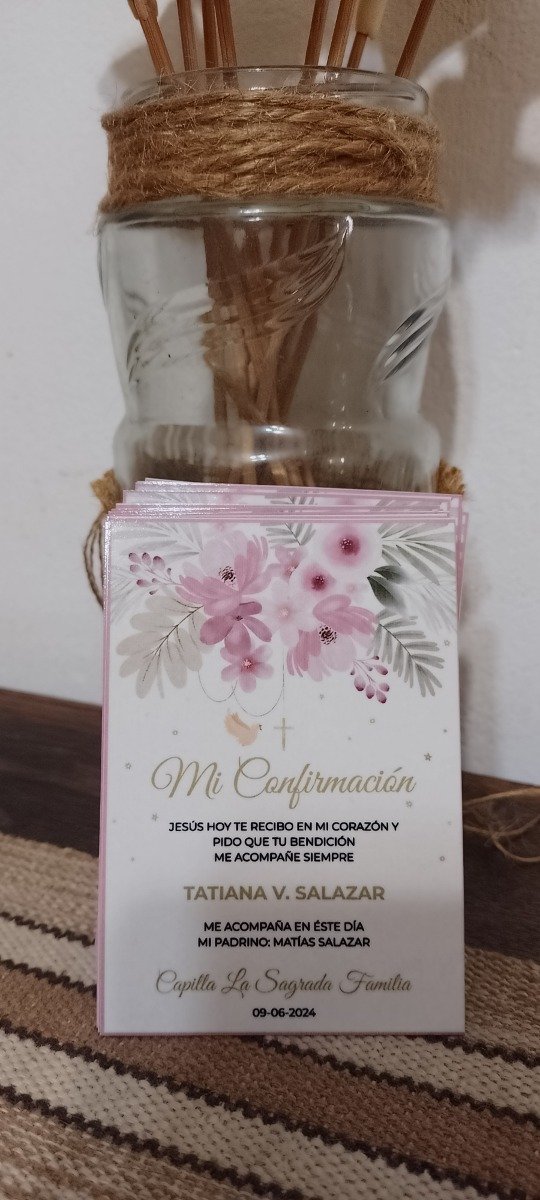 Mi Confirmación
JESÚS HOY TE RECIBO EN MI CORAZÓN Y
PIDO QUE TU BENDICIÓN
ME ACOMPAÑE SIEMPRE
TATIANA V. SALAZAR
ME ACOMPAÑA EN ÉSTE DÍA
MI PADRINO: MATÍAS SALAZAR
Capilla La Sagrada Familia
09-06-2024